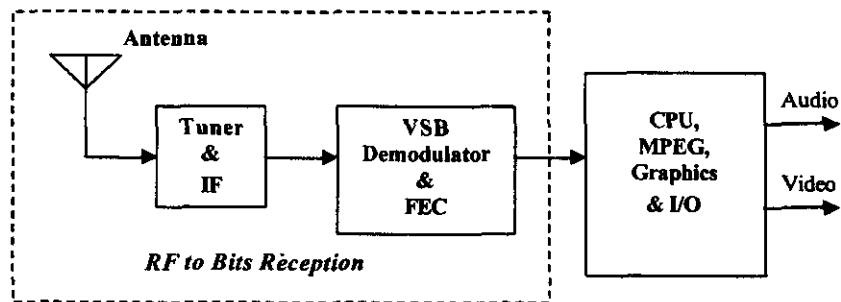 Antenna
Tuner
&
IF
VSB
Demodulator
&
FEC
CPU,
MPEG,
Graphics
& I/O
Audio
Video
RF to Bits Reception